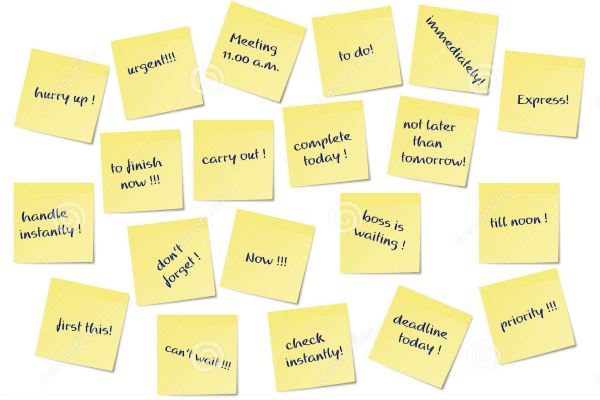 hurry up !
urgent!!!
Meeting
11.00 a.m.
to do!
immediately!
Express!
to finish
now !!!
carry out !
complete
today !
not later
than
tomorrow!
handle
instantly !
don't
forget !
Now !!!
boss is
waiting !
till noon !
first this!
can't wait !!!
check
instantly!
deadline
today !
priority !!!